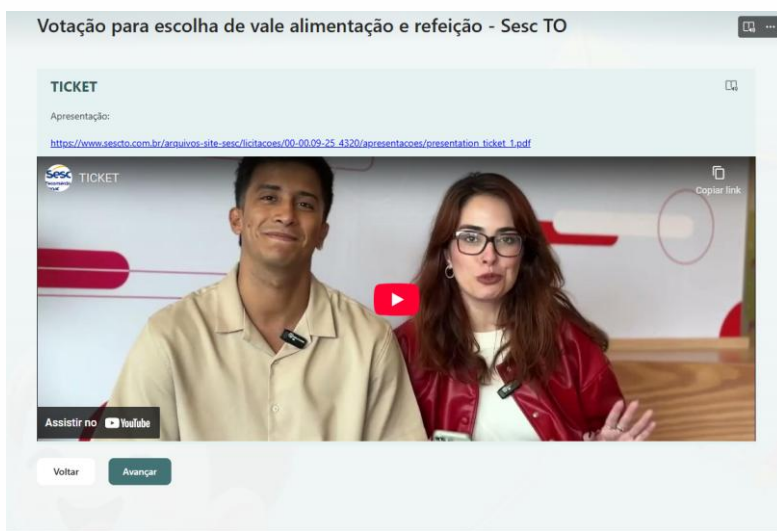 Votação para escolha de vale alimentação e refeição - Sesc TO
TICKET
Apresentação:
https://www.sescto.com.br/arquivos-site-sesc/licitacoes/00-00.09-25_4320/apresentacoes/presentation_ticket_1.pdf
Sesc
TICKET
Copiar link
Assistir no YouTube
Voltar
Avançar